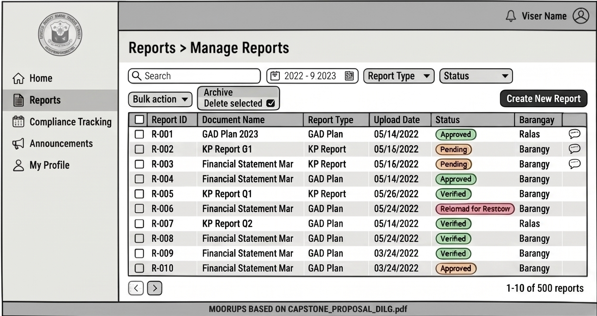 Viser Name
Reports > Manage Reports
Home
Reports
Compliance Tracking
Announcements
My Profile
Search
2022 - 9 2023
Report Type
Status
Bulk action
Archive
Delete selected
Create New Report
Report ID Document Name Report Type Upload Date Status Barangay
R-001 GAD Plan 2023 GAD Plan 05/14/2022 Approved Ralas
R-002 KP Report G1 KP Report 05/16/2022 Pending Barangy
R-003 Financial Statement Mar KP Report 05/16/2022 Pending Barangy
R-004 Financial Statement Mar GAD Plan 05/14/2022 Approved Barangy
R-005 KP Report Q1 KP Report 05/26/2022 Verified Barangy
R-006 Financial Statement Mar GAD Plan 05/24/2022 Relomad for Restcow Barangy
R-007 KP Report Q2 KP Report 05/14/2022 Verified Ralas
R-008 Financial Statement Mar GAD Plan 05/24/2022 Verified Barangy
R-009 Financial Statement Mar GAD Plan 03/24/2022 Verified Barangy
R-010 Financial Statement Mar GAD Plan 03/24/2022 Approved Barangy
< >
1-10 of 500 reports
MOORUPS BASED ON CAPSTONE_PROPOSAL_DILG.pdf